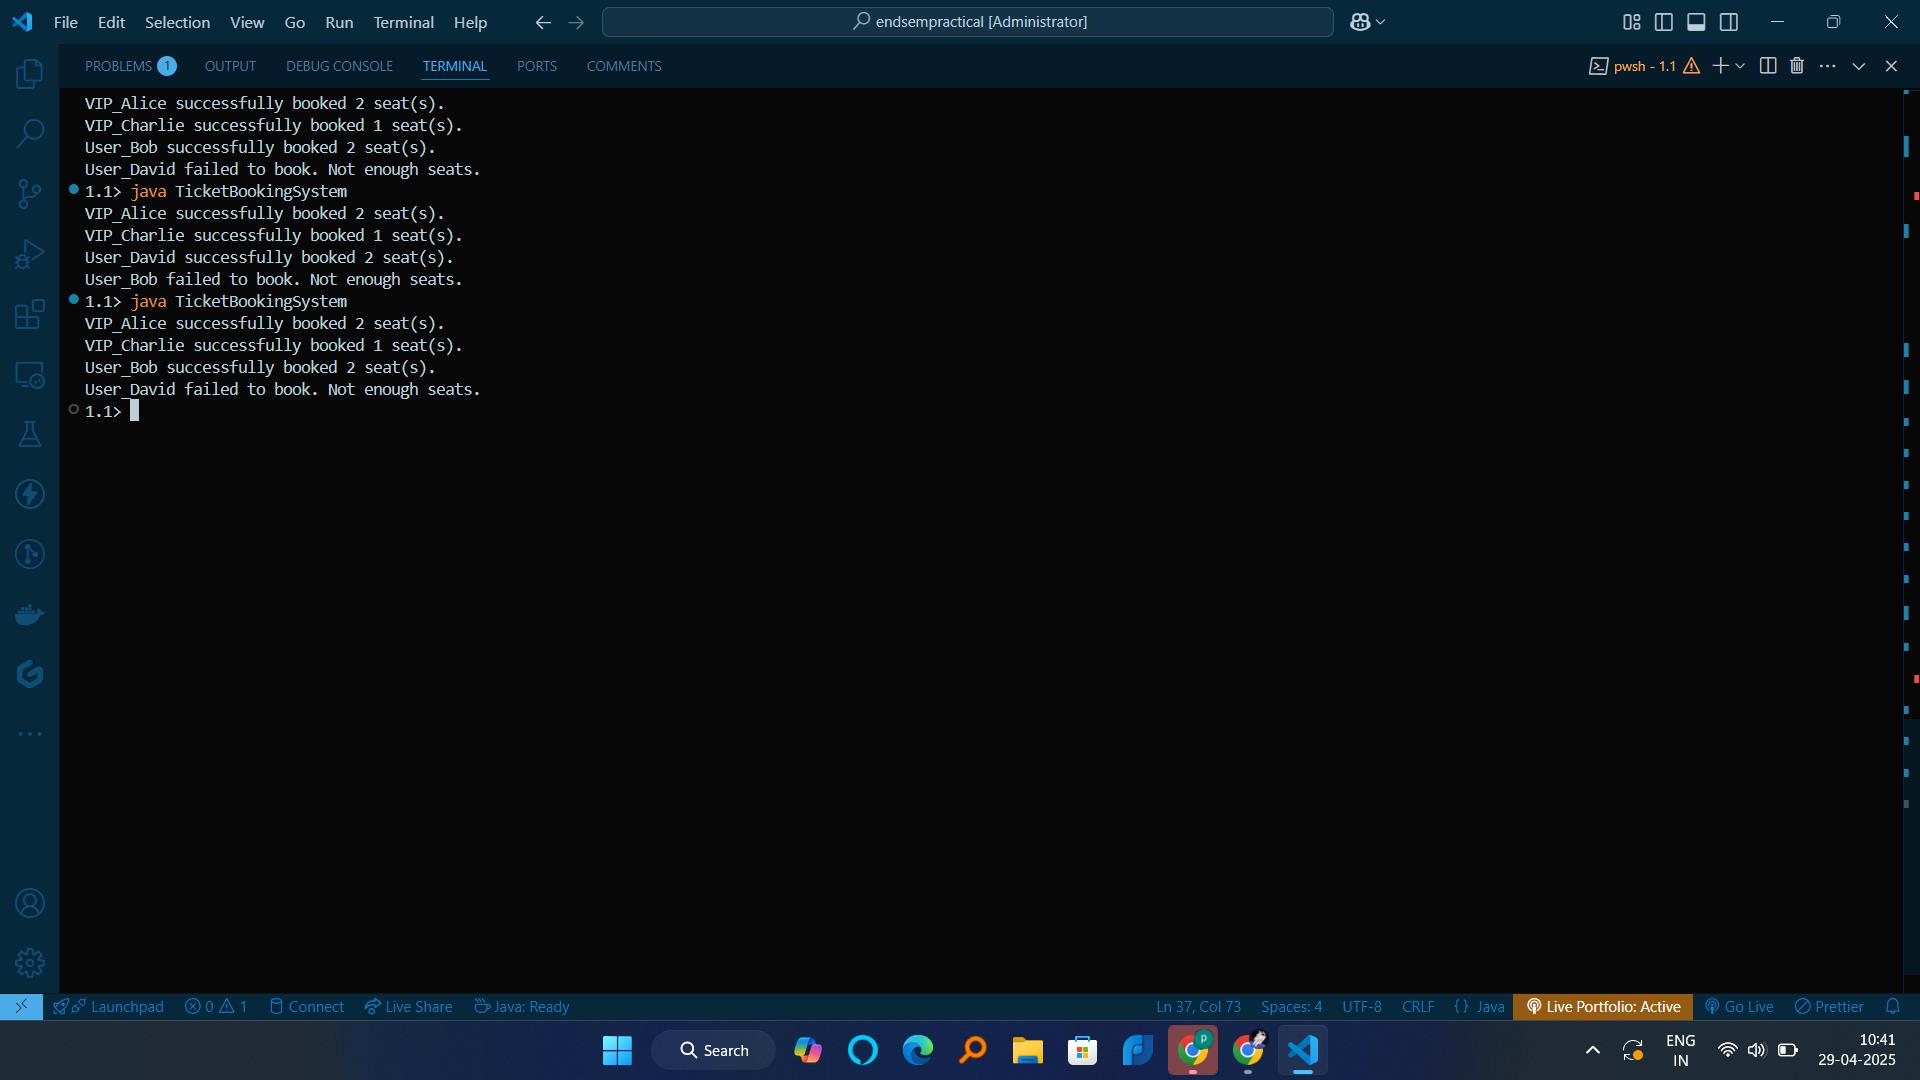 File Edit Selection View Go Run Terminal Help
endsempractical [Administrator]
PROBLEMS 1 OUTPUT DEBUG CONSOLE TERMINAL PORTS COMMENTS
pwsh - 1.1
VIP_Alice successfully booked 2 seat(s).
VIP_Charlie successfully booked 1 seat(s).
User_Bob successfully booked 2 seat(s).
User_David failed to book. Not enough seats.
1.1> java TicketBookingSystem
VIP_Alice successfully booked 2 seat(s).
VIP_Charlie successfully booked 1 seat(s).
User_David successfully booked 2 seat(s).
User_Bob failed to book. Not enough seats.
1.1> java TicketBookingSystem
VIP_Alice successfully booked 2 seat(s).
VIP_Charlie successfully booked 1 seat(s).
User_Bob successfully booked 2 seat(s).
User_David failed to book. Not enough seats.
1.1>
Launchpad 0 1 Connect Live Share Java: Ready
Ln 37, Col 73 Spaces: 4 UTF-8 CRLF {} Java Live Portfolio: Active Go Live Prettier
Search
ENG
IN
10:41
29-04-2025